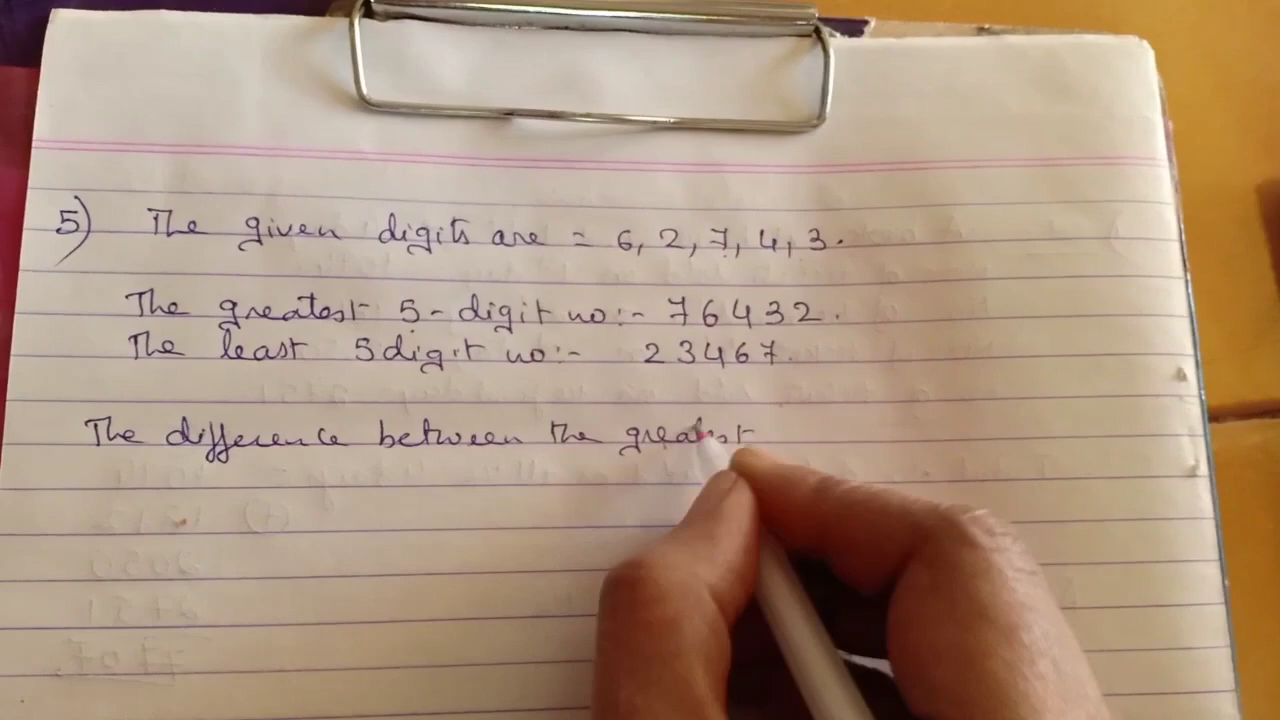 5) The given digits are = 6, 2, 7, 4, 3.
The greatest 5-digit no:- 76432.
The least 5digit no:- 23467.
The difference between the greatest